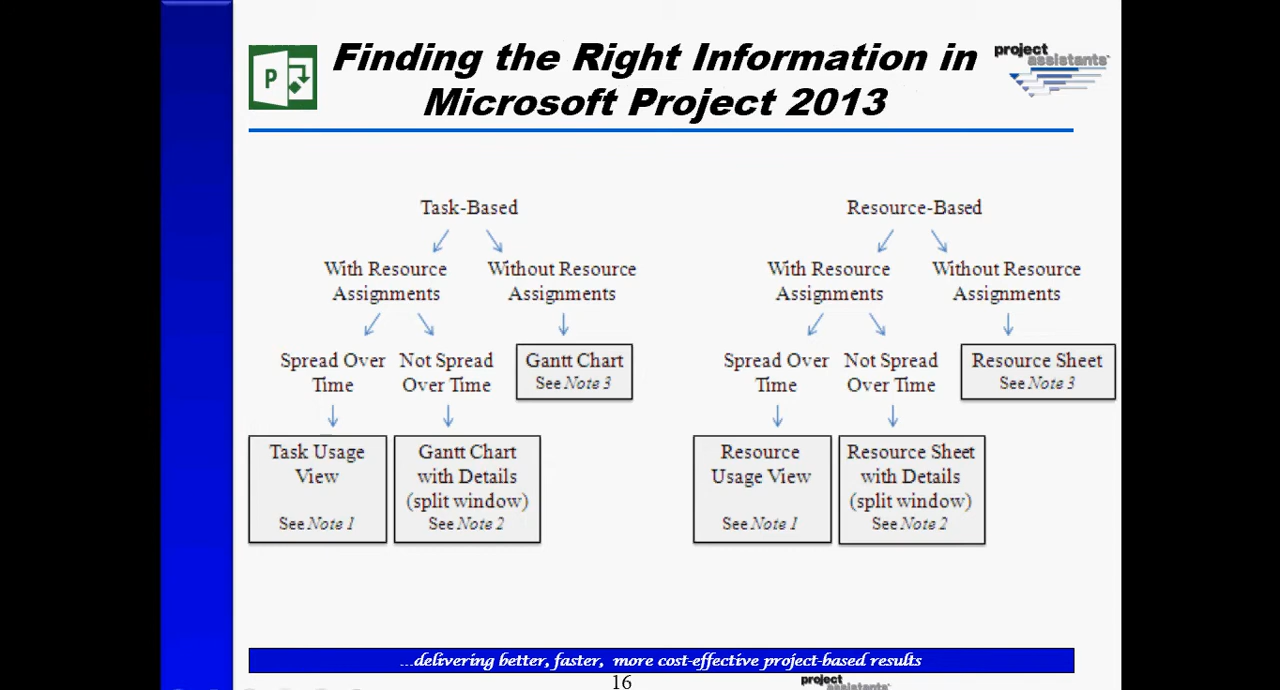 Finding the Right Information in
Microsoft Project 2013
P
project
assistants
Task-Based
With Resource
Assignments
Without Resource
Assignments
Spread Over
Time
Not Spread
Over Time
Gantt Chart
See Note 3
Task Usage
View
See Note 1
Gantt Chart
with Details
(split window)
See Note 2
Resource-Based
With Resource
Assignments
Without Resource
Assignments
Spread Over
Time
Not Spread
Over Time
Resource Sheet
See Note 3
Resource
Usage View
See Note 1
Resource Sheet
with Details
(split window)
See Note 2
...delivering better, faster, more cost-effective project-based results
16
project
assistants